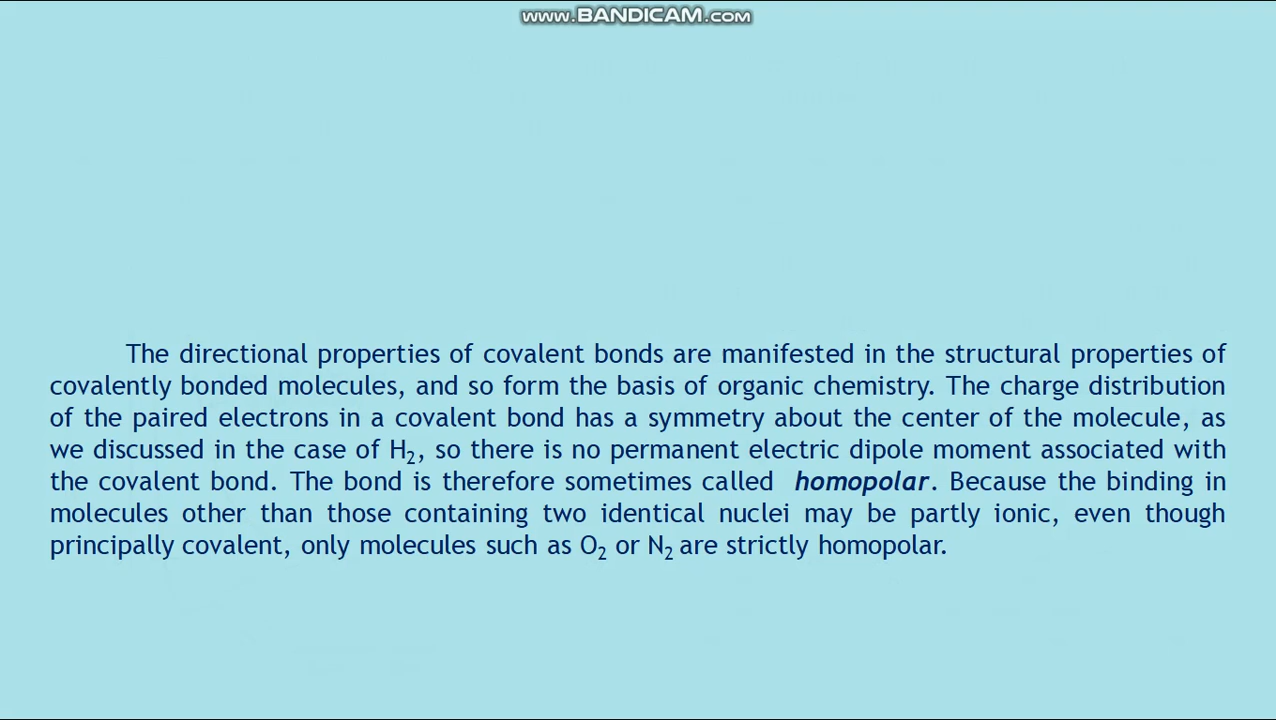 www.BANDICAM.com
The directional properties of covalent bonds are manifested in the structural properties of
covalently bonded molecules, and so form the basis of organic chemistry. The charge distribution
of the paired electrons in a covalent bond has a symmetry about the center of the molecule, as
we discussed in the case of H₂, so there is no permanent electric dipole moment associated with
the covalent bond. The bond is therefore sometimes called homopolar. Because the binding in
molecules other than those containing two identical nuclei may be partly ionic, even though
principally covalent, only molecules such as O₂ or N₂ are strictly homopolar.